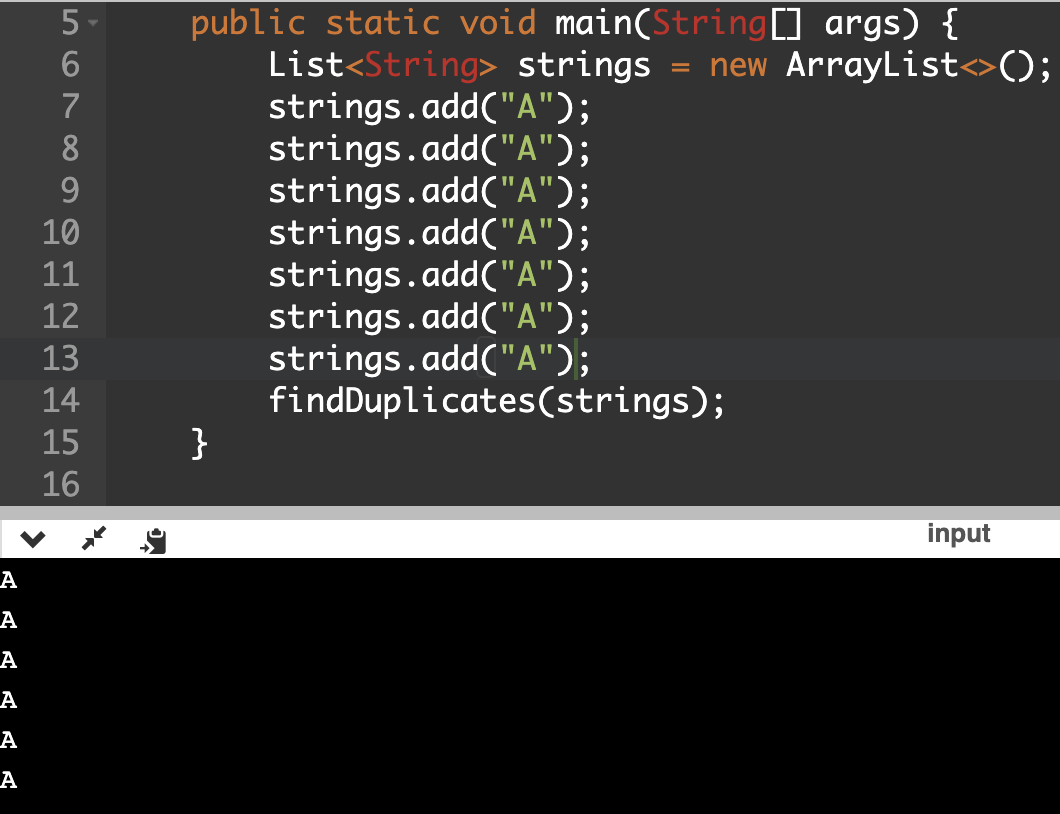 5 public static void main(String[] args) {
6 List<String> strings = new ArrayList<>();
7 strings.add("A");
8 strings.add("A");
9 strings.add("A");
10 strings.add("A");
11 strings.add("A");
12 strings.add("A");
13 strings.add("A");
14 findDuplicates(strings);
15 }
16
input
A
A
A
A
A
A